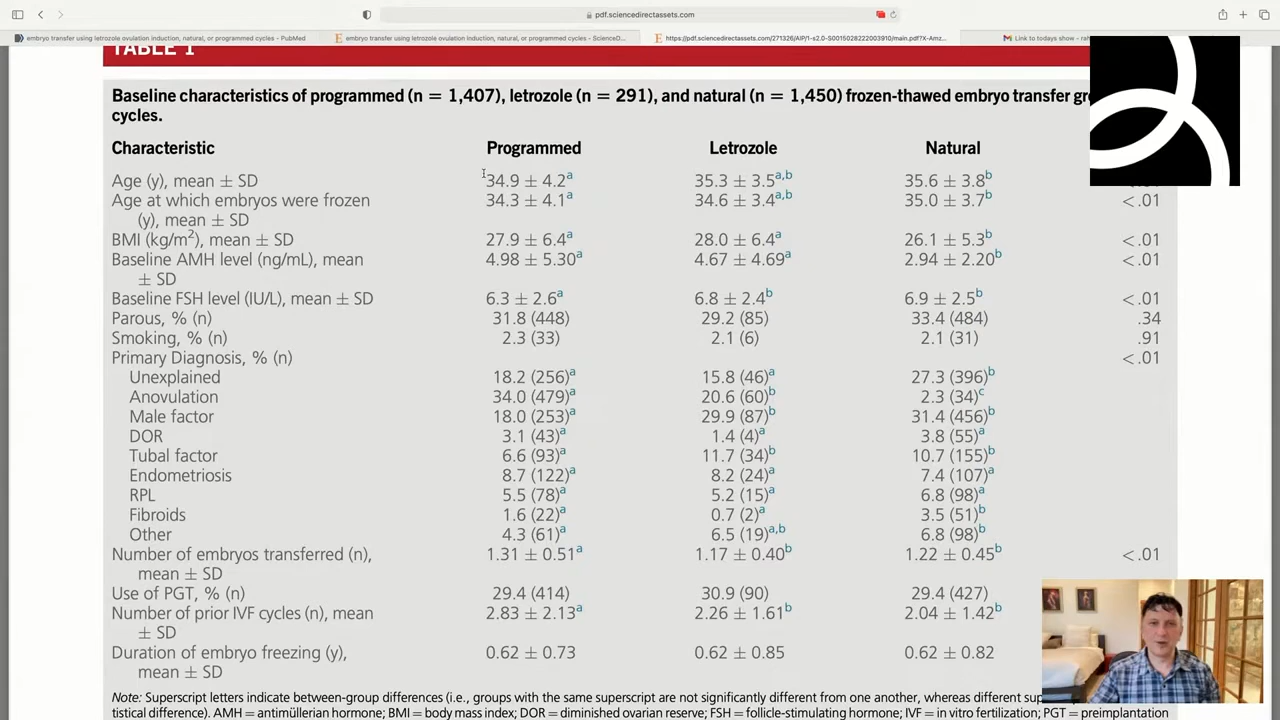 pdf.sciencedirectassets.com
embryo transfer using letrozole ovulation induction, natural, or programmed cycles - PubMed
embryo transfer using letrozole ovulation induction, natural, or programmed cycles - ScienceD...
https://pdf.sciencedirectassets.com/271326/AIP/1-s2.0-S0015028222003910/main.pdf?X-Amz...
Link to todays show - rah
TABLE 1
Baseline characteristics of programmed (n = 1,407), letrozole (n = 291), and natural (n = 1,450) frozen-thawed embryo transfer gr
cycles.
Characteristic Programmed Letrozole Natural
Age (y), mean ± SD 34.9 ± 4.2a 35.3 ± 3.5a,b 35.6 ± 3.8b
Age at which embryos were frozen 34.3 ± 4.1a 34.6 ± 3.4a,b 35.0 ± 3.7b <.01
(y), mean ± SD
BMI (kg/m2), mean ± SD 27.9 ± 6.4a 28.0 ± 6.4a 26.1 ± 5.3b <.01
Baseline AMH level (ng/mL), mean 4.98 ± 5.30a 4.67 ± 4.69a 2.94 ± 2.20b <.01
± SD
Baseline FSH level (IU/L), mean ± SD 6.3 ± 2.6a 6.8 ± 2.4b 6.9 ± 2.5b <.01
Parous, % (n) 31.8 (448) 29.2 (85) 33.4 (484) .34
Smoking, % (n) 2.3 (33) 2.1 (6) 2.1 (31) .91
Primary Diagnosis, % (n) <.01
Unexplained 18.2 (256)a 15.8 (46)a 27.3 (396)b
Anovulation 34.0 (479)a 20.6 (60)b 2.3 (34)c
Male factor 18.0 (253)a 29.9 (87)b 31.4 (456)b
DOR 3.1 (43)a 1.4 (4)a 3.8 (55)a
Tubal factor 6.6 (93)a 11.7 (34)b 10.7 (155)b
Endometriosis 8.7 (122)a 8.2 (24)a 7.4 (107)a
RPL 5.5 (78)a 5.2 (15)a 6.8 (98)a
Fibroids 1.6 (22)a 0.7 (2)a 3.5 (51)b
Other 4.3 (61)a 6.5 (19)a,b 6.8 (98)b
Number of embryos transferred (n), 1.31 ± 0.51a 1.17 ± 0.40b 1.22 ± 0.45b <.01
mean ± SD
Use of PGT, % (n) 29.4 (414) 30.9 (90) 29.4 (427)
Number of prior IVF cycles (n), mean 2.83 ± 2.13a 2.26 ± 1.61b 2.04 ± 1.42b
± SD
Duration of embryo freezing (y), 0.62 ± 0.73 0.62 ± 0.85 0.62 ± 0.82
mean ± SD
Note: Superscript letters indicate between-group differences (i.e., groups with the same superscript are not significantly different from one another, whereas different sup
tistical difference). AMH = antimüllerian hormone; BMI = body mass index; DOR = diminished ovarian reserve; FSH = follicle-stimulating hormone; IVF = in vitro fertilization; PGT = preimplantation